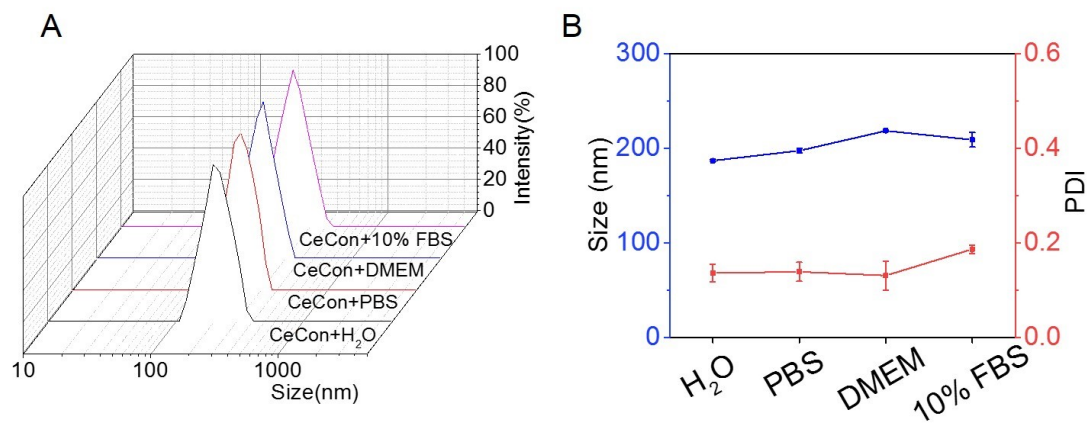 A
100
80
60
40
20
0
Intensity(%)
CeCon+10% FBS
CeCon+DMEM
CeCon+PBS
CeCon+H₂O
10
100
1000
Size(nm)
B
300
200
100
0
Size (nm)
0.6
0.4
0.2
0.0
PDI
H₂O
PBS
DMEM
10% FBS